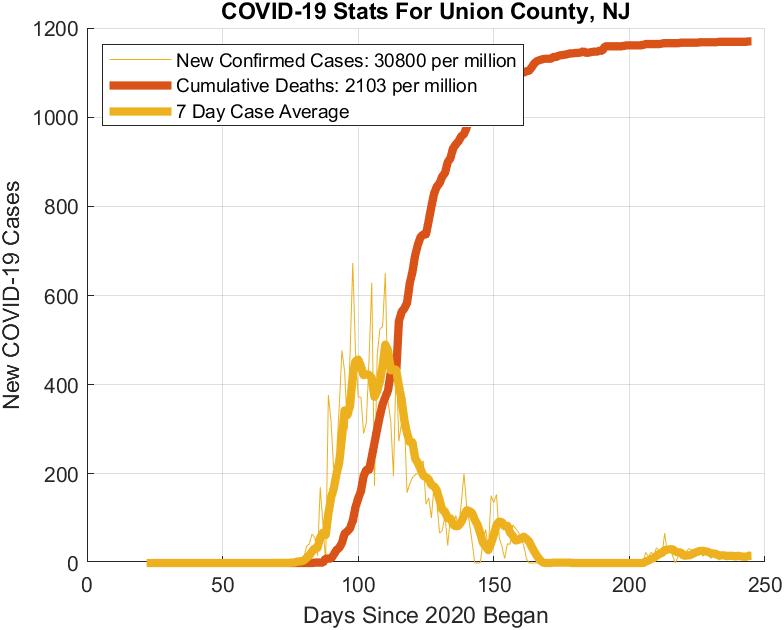 COVID-19 Stats For Union County, NJ
New Confirmed Cases: 30800 per million
Cumulative Deaths: 2103 per million
7 Day Case Average
New COVID-19 Cases
1200
1000
800
600
400
200
0
0 50 100 150 200 250
Days Since 2020 Began